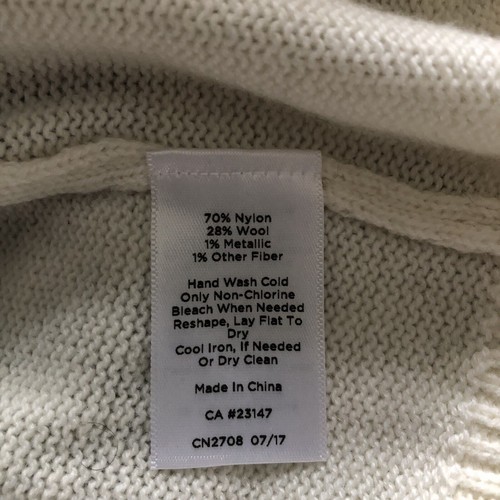 70% Nylon
28% Wool
1% Metallic
1% Other Fiber
Hand Wash Cold
Only Non-Chlorine
Bleach When Needed
Reshape, Lay Flat To
Dry
Cool Iron, If Needed
Or Dry Clean
Made In China
CA #23147
CN2708 07/17